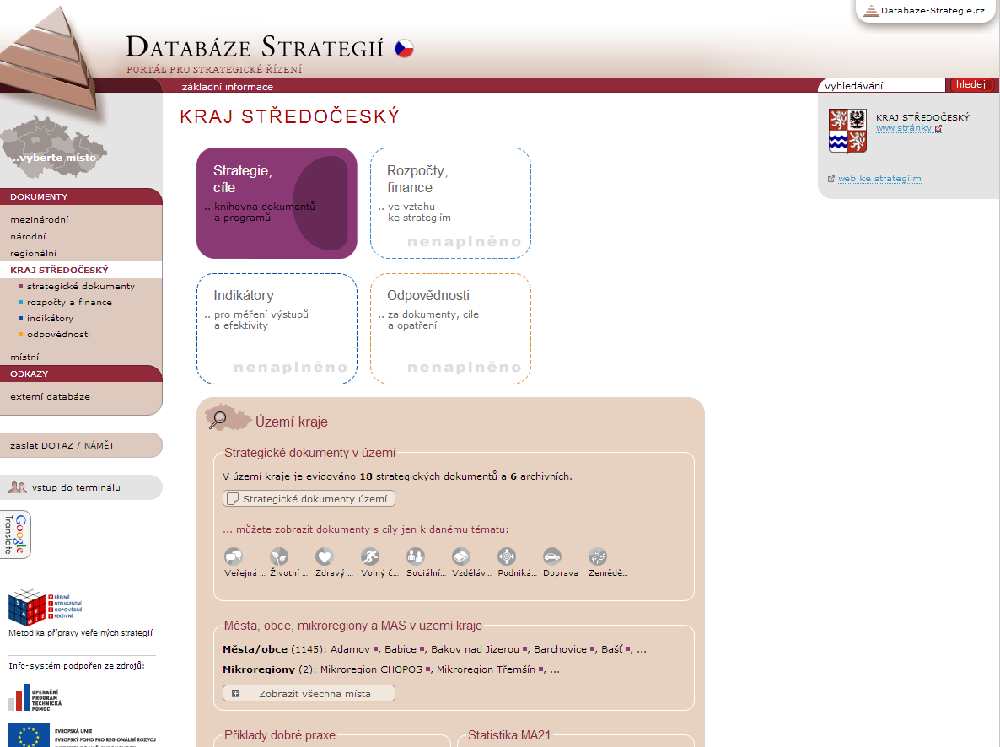 Databaze-Strategie.cz
DATABÁZE STRATEGIÍ
PORTÁL PRO STRATEGICKÉ ŘÍZENÍ
základní informace
vyhledávání
hledej
..vyberte místo
DOKUMENTY
mezinárodní
národní
regionální
KRAJ STŘEDOČESKÝ
strategické dokumenty
rozpočty a finance
indikátory
odpovědnosti
místní
ODKAZY
externí databáze
zaslat DOTAZ / NÁMĚT
vstup do terminálu
Google
Translate
STRATEGIE
VEŘEJNÉ
INTELIGENTNÍ
ODPOVĚDNÉ
EFEKTIVNÍ
Metodika přípravy veřejných strategií
Info-systém podpořen ze zdrojů:
OPERAČNÍ
PROGRAM
TECHNICKÁ
POMOC
EVROPSKÁ UNIE
EVROPSKÝ FOND PRO REGIONÁLNÍ ROZVOJ
KRAJ STŘEDOČESKÝ
Strategie,
cíle
.. knihovna dokumentů
a programů
Rozpočty,
finance
.. ve vztahu
ke strategiím
nenaplněno
Indikátory
.. pro měření výstupů
a efektivity
nenaplněno
Odpovědnosti
.. za dokumenty, cíle
a opatření
nenaplněno
Území kraje
Strategické dokumenty v území
V území kraje je evidováno 18 strategických dokumentů a 6 archivních.
Strategické dokumenty území
... můžete zobrazit dokumenty s cíly jen k danému tématu:
Veřejná ... Životní ... Zdravý ... Volný č... Sociální... Vzděláv... Podniká... Doprava Zemědě...
Města, obce, mikroregiony a MAS v území kraje
Města/obce (1145): Adamov , Babice , Bakov nad Jizerou , Barchovice , Bašť , ...
Mikroregiony (2): Mikroregion CHOPOS , Mikroregion Třemšín , ...
Zobrazit všechna místa
Příklady dobré praxe
Statistika MA21
KRAJ STŘEDOČESKÝ
www stránky
web ke strategiím